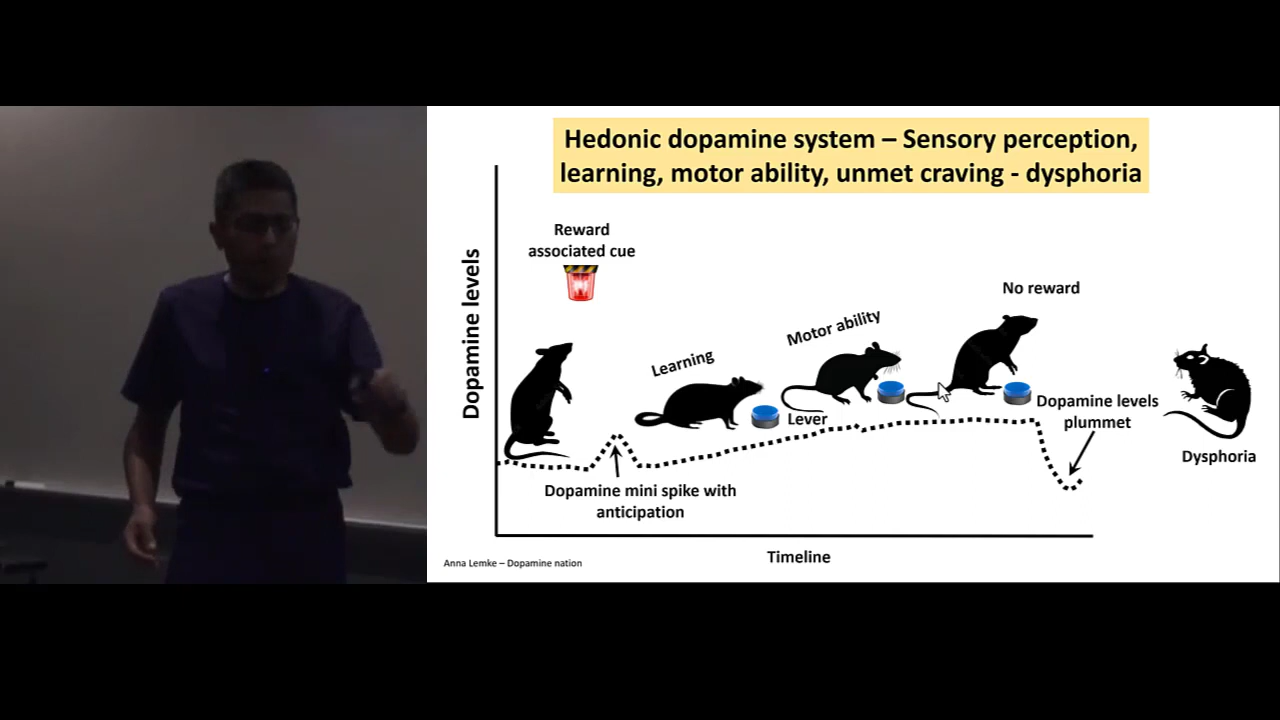 Hedonic dopamine system – Sensory perception,
learning, motor ability, unmet craving - dysphoria
Reward
associated cue
Dopamine levels
Learning
Lever
Motor ability
No reward
Dopamine levels
plummet
Dysphoria
Dopamine mini spike with
anticipation
Timeline
Anna Lemke – Dopamine nation